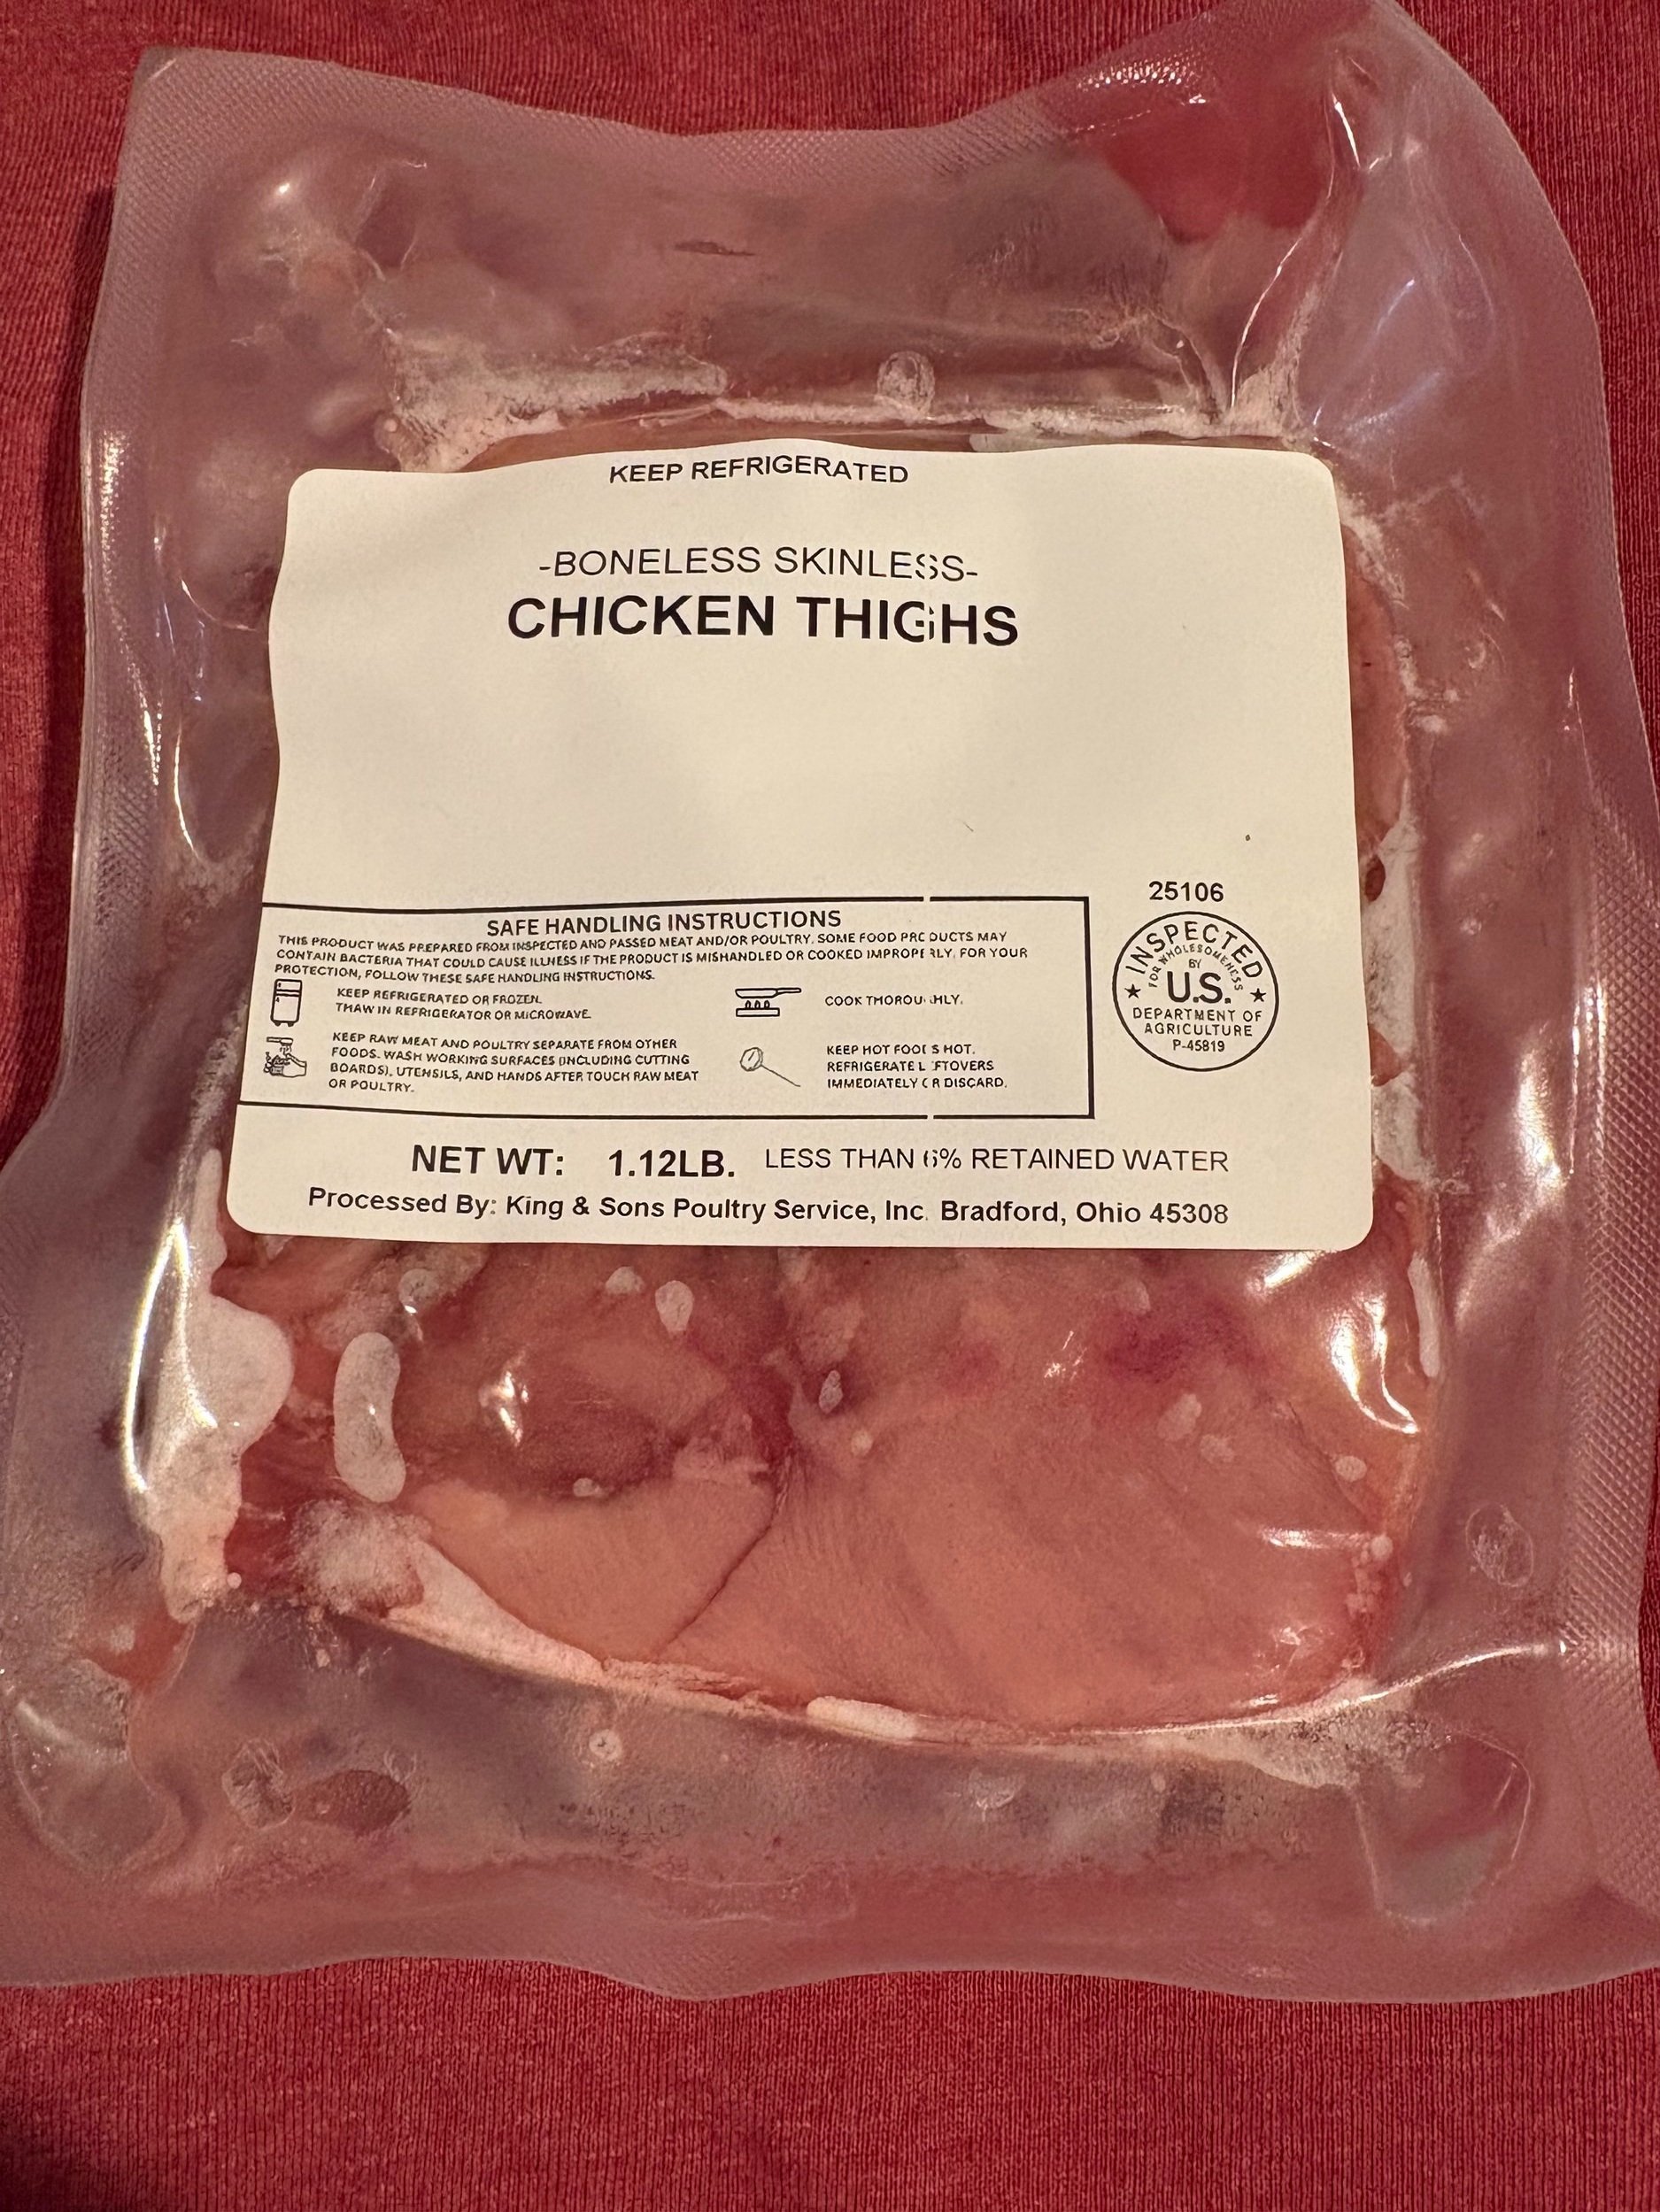 KEEP REFRIGERATED
-BONELESS SKINLESS-
CHICKEN THIGHS
25106
SAFE HANDLING INSTRUCTIONS
THIS PRODUCT WAS PREPARED FROM INSPECTED AND PASSED MEAT AND/OR POULTRY. SOME FOOD PRODUCTS MAY
CONTAIN BACTERIA THAT COULD CAUSE ILLNESS IF THE PRODUCT IS MISHANDLED OR COOKED IMPROPERLY. FOR YOUR
PROTECTION, FOLLOW THESE SAFE HANDLING INSTRUCTIONS.
KEEP REFRIGERATED OR FROZEN.
THAW IN REFRIGERATOR OR MICROWAVE.
COOK THOROUGHLY.
KEEP RAW MEAT AND POULTRY SEPARATE FROM OTHER
FOODS. WASH WORKING SURFACES (INCLUDING CUTTING
BOARDS), UTENSILS, AND HANDS AFTER TOUCH RAW MEAT
OR POULTRY.
KEEP HOT FOODS HOT.
REFRIGERATE LEFTOVERS
IMMEDIATELY OR DISCARD.
INSPECTED
FOR WHOLESOMENESS
BY
U.S.
DEPARTMENT OF
AGRICULTURE
P-45819
NET WT: 1.12LB. LESS THAN 6% RETAINED WATER
Processed By: King & Sons Poultry Service, Inc. Bradford, Ohio 45308